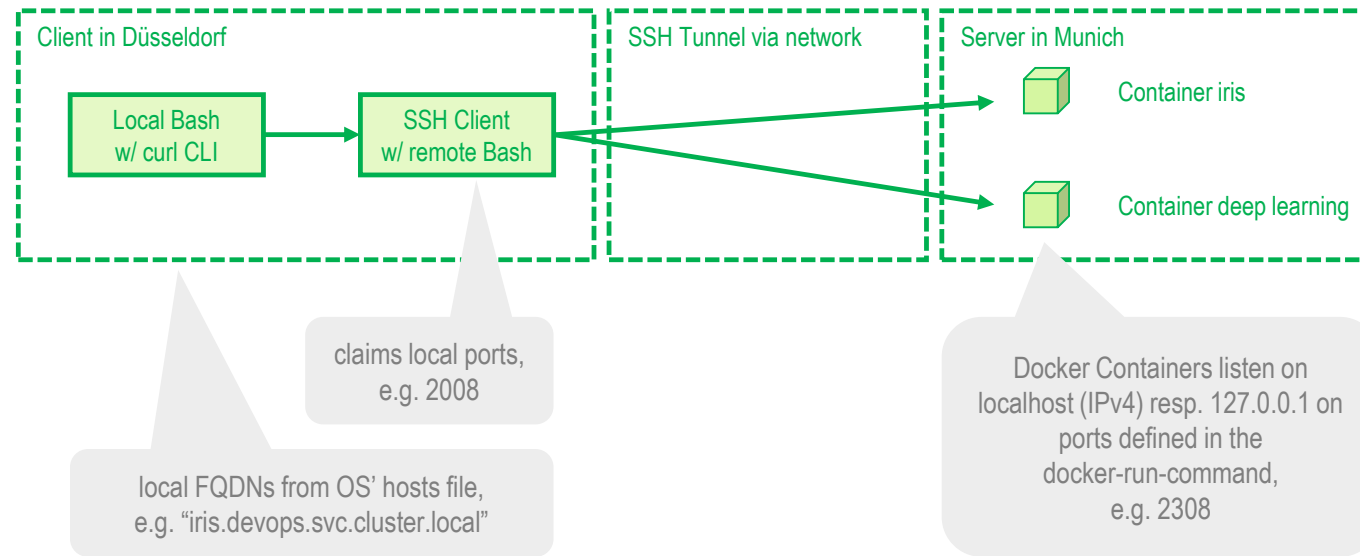 Client in Düsseldorf
SSH Tunnel via network
Server in Munich
Local Bash
w/ curl CLI
SSH Client
w/ remote Bash
Container iris
Container deep learning
claims local ports,
e.g. 2008
local FQDNs from OS’ hosts file,
e.g. “iris.devops.svc.cluster.local”
Docker Containers listen on
localhost (IPv4) resp. 127.0.0.1 on
ports defined in the
docker-run-command,
e.g. 2308